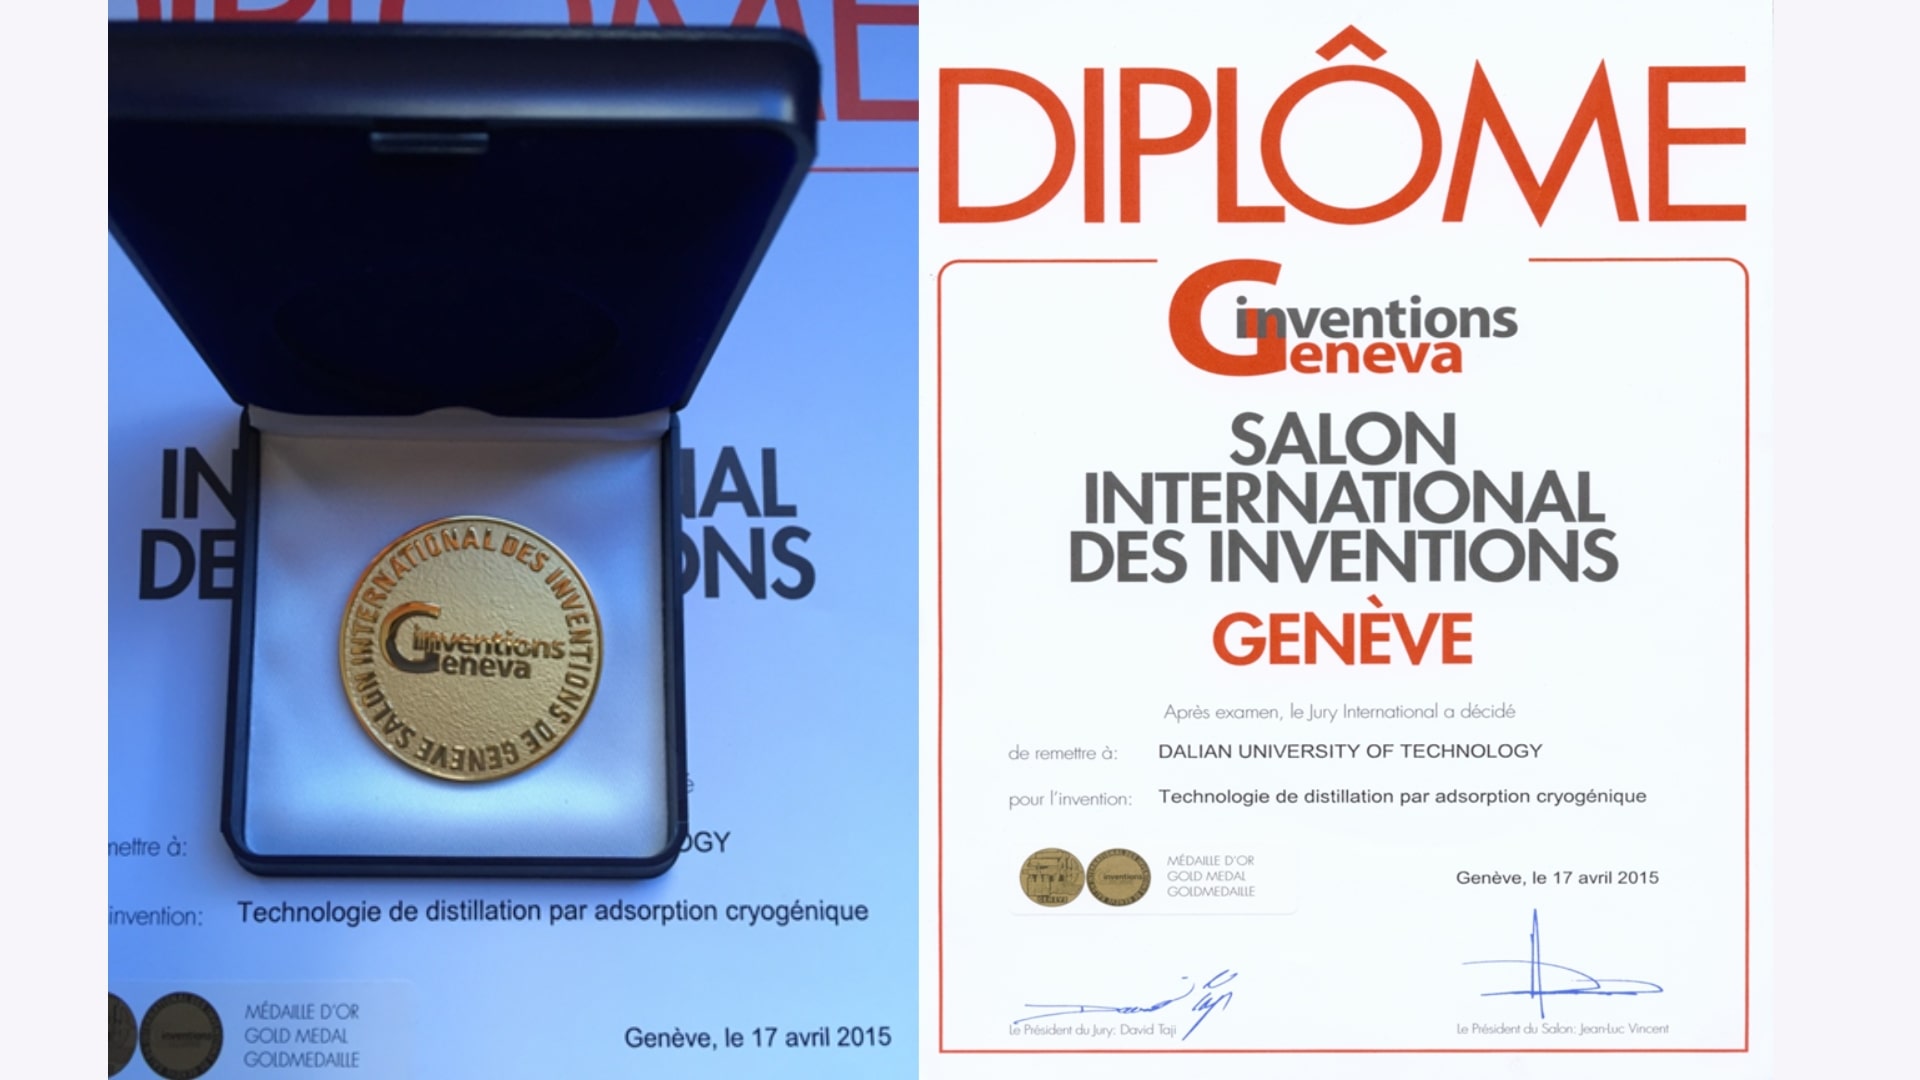 DIPLÔME
IN
NAL
DE
ONS
SALON INTERNATIONAL DES INVENTIONS DE GENEVE
inventions
Geneva
mettre à:
OGY
invention: Technologie de distillation par adsorption cryogénique
inventions
MÉDAILLE D'OR
GOLD MEDAL
GOLDMEDAILLE
Genève, le 17 avril 2015
DIPLÔME
inventions
Geneva
SALON
INTERNATIONAL
DES INVENTIONS
GENÈVE
Après examen, le Jury International a décidé
de remettre à: DALIAN UNIVERSITY OF TECHNOLOGY
pour l'invention: Technologie de distillation par adsorption cryogénique
GENÈVE
inventions
MÉDAILLE D'OR
GOLD MEDAL
GOLDMEDAILLE
Genève, le 17 avril 2015
Le Président du Jury: David Taji
Le Président du Salon: Jean-Luc Vincent